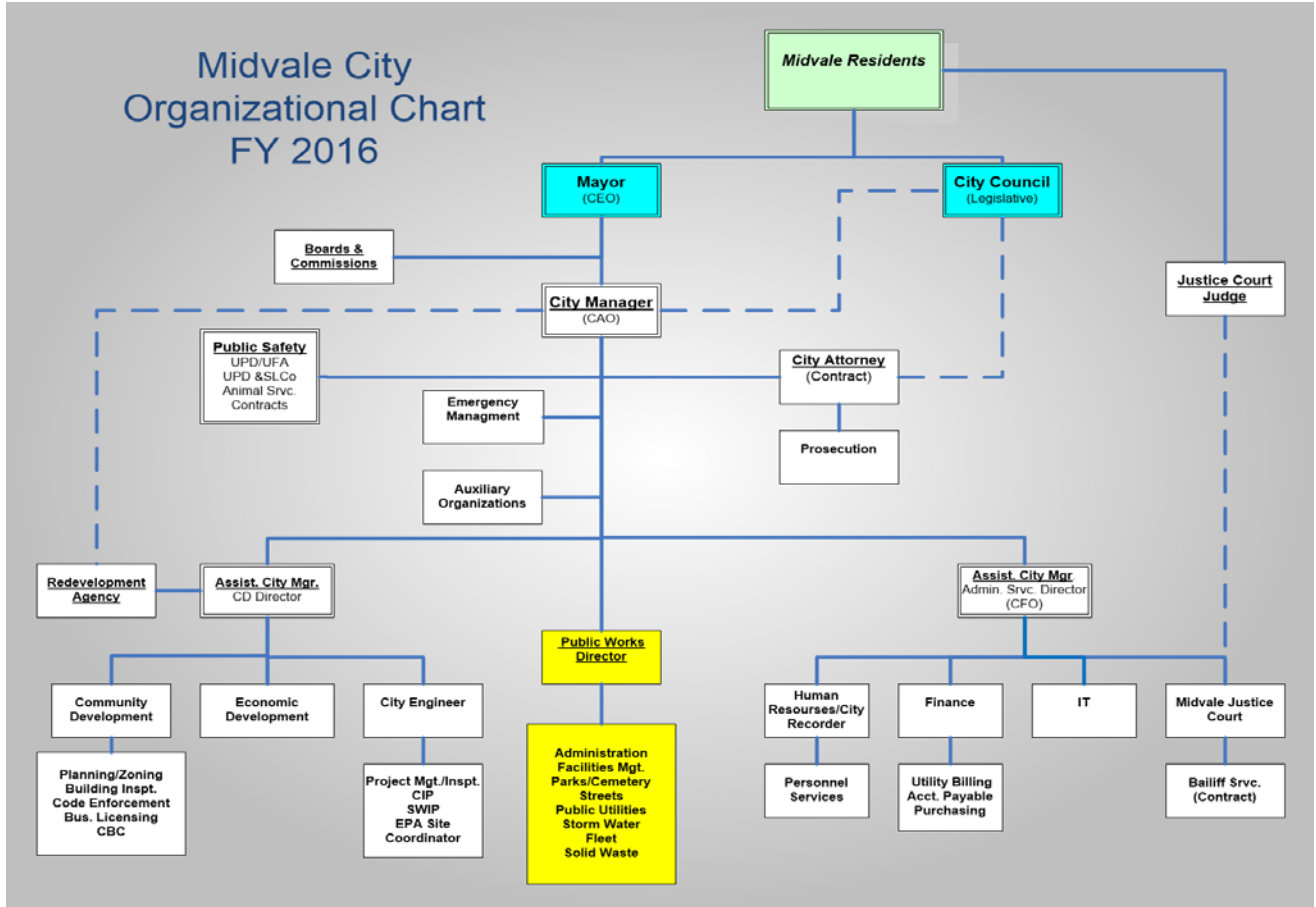 Midvale City
Organizational Chart
FY 2016
Midvale Residents
Mayor
(CEO)
City Council
(Legislative)
Boards &
Commissions
Justice Court
Judge
City Manager
(CAO)
Public Safety
UPD/UFA
UPD &SLCo
Animal Srvc.
Contracts
City Attorney
(Contract)
Emergency
Managment
Prosecution
Auxiliary
Organizations
Redevelopment
Agency
Assist. City Mgr.
CD Director
Assist. City Mgr.
Admin. Srvc. Director
(CFO)
Public Works
Director
Community
Development
Economic
Development
City Engineer
Human
Resourses/City
Recorder
Finance
IT
Midvale Justice
Court
Planning/Zoning
Building Inspt.
Code Enforcement
Bus. Licensing
CBC
Project Mgt./Inspt.
CIP
SWIP
EPA Site
Coordinator
Administration
Facilities Mgt.
Parks/Cemetery
Streets
Public Utilities
Storm Water
Fleet
Solid Waste
Personnel
Services
Utility Billing
Acct. Payable
Purchasing
Bailiff Srvc.
(Contract)